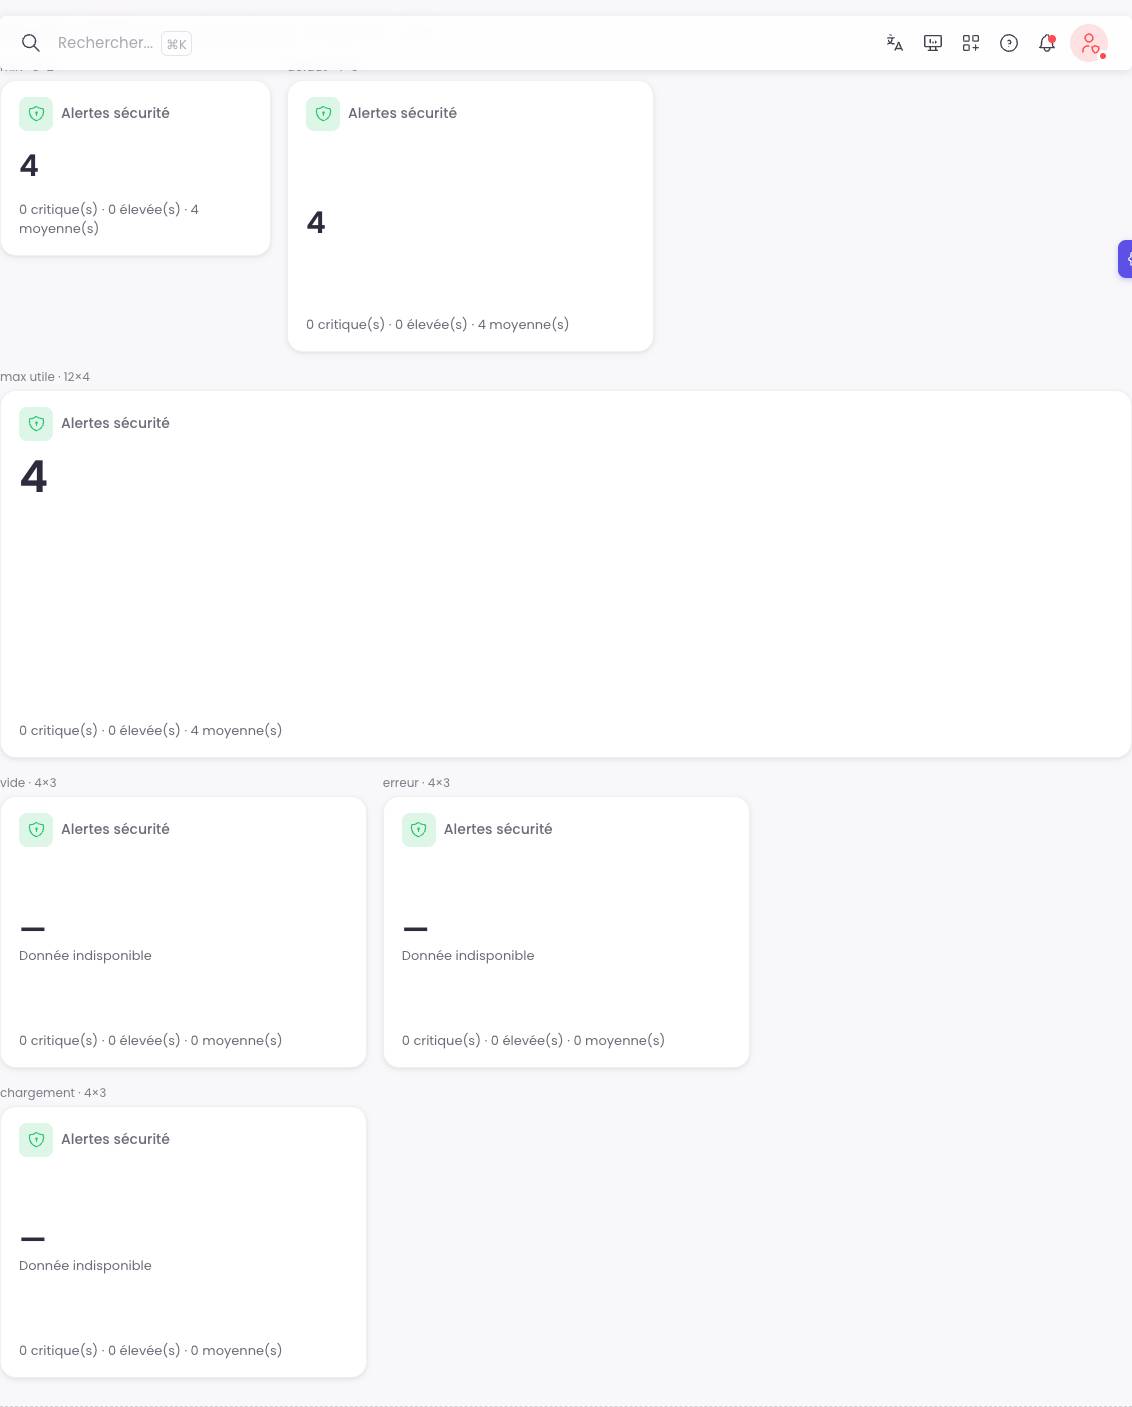 Rechercher... ⌘K
Alertes sécurité
4
0 critique(s) · 0 élevée(s) · 4
moyenne(s)
Alertes sécurité
4
0 critique(s) · 0 élevée(s) · 4 moyenne(s)
max utile · 12×4
Alertes sécurité
4
0 critique(s) · 0 élevée(s) · 4 moyenne(s)
vide · 4×3
Alertes sécurité
—
Donnée indisponible
0 critique(s) · 0 élevée(s) · 0 moyenne(s)
erreur · 4×3
Alertes sécurité
—
Donnée indisponible
0 critique(s) · 0 élevée(s) · 0 moyenne(s)
chargement · 4×3
Alertes sécurité
—
Donnée indisponible
0 critique(s) · 0 élevée(s) · 0 moyenne(s)